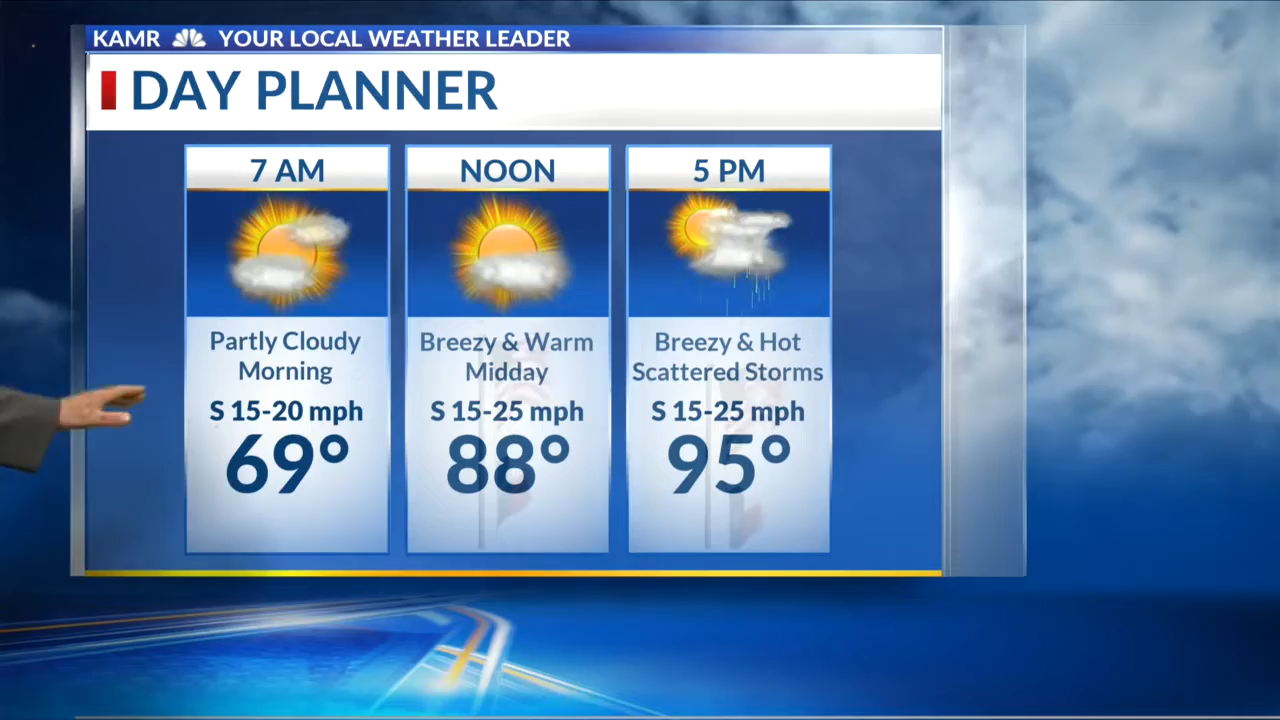 KAMR YOUR LOCAL WEATHER LEADER
DAY PLANNER
7 AM
Partly Cloudy
Morning
S 15-20 mph
69°
NOON
Breezy & Warm
Midday
S 15-25 mph
88°
5 PM
Breezy & Hot
Scattered Storms
S 15-25 mph
95°